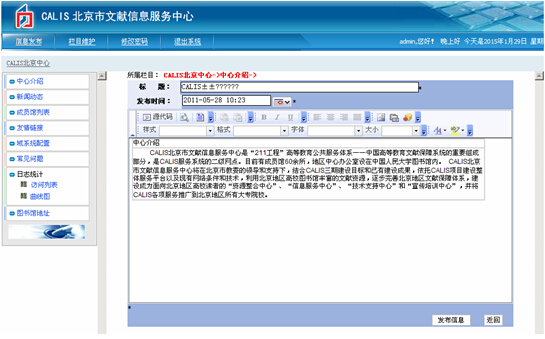 CALIS 北京市文献信息服务中心
信息发布 栏目维护 修改密码 退出系统 admin,您好! 晚上好 今天是2015年1月29日 星期
CALIS北京中心
中心介绍
新闻动态
成员馆列表
友情链接
域系统配置
常见问题
日志统计
访问列表
曲线图
图书馆地址
所属栏目: CALIS北京中心->中心介绍->
标 题: CALIS土土?????? *
发布时间: 2011-05-28 10:23 *
源代码
样式 格式 字体 大小
中心介绍
CALIS北京市文献信息服务中心是“211工程”高等教育公共服务体系——中国高等教育文献保障系统的重要组成
部分，是CALIS服务系统的二级网点。目前有成员馆60余所，地区中心办公室设在中国人民大学图书馆内。 CALIS北京
市文献信息服务中心将在北京市教委的领导和支持下，结合CALIS三期建设目标和已有建设成果，依托CALIS项目建设整
体服务平台以及现有网络条件和技术，利用北京地区高校图书馆丰富的文献资源，逐步完善北京地区文献保障体系，建
设成为面向北京地区高校读者的“资源整合中心”、“信息服务中心”、“技术支持中心”和“宣传培训中心”，并将
CALIS各项服务推广到北京地区所有大专院校。
*
发布信息 返回